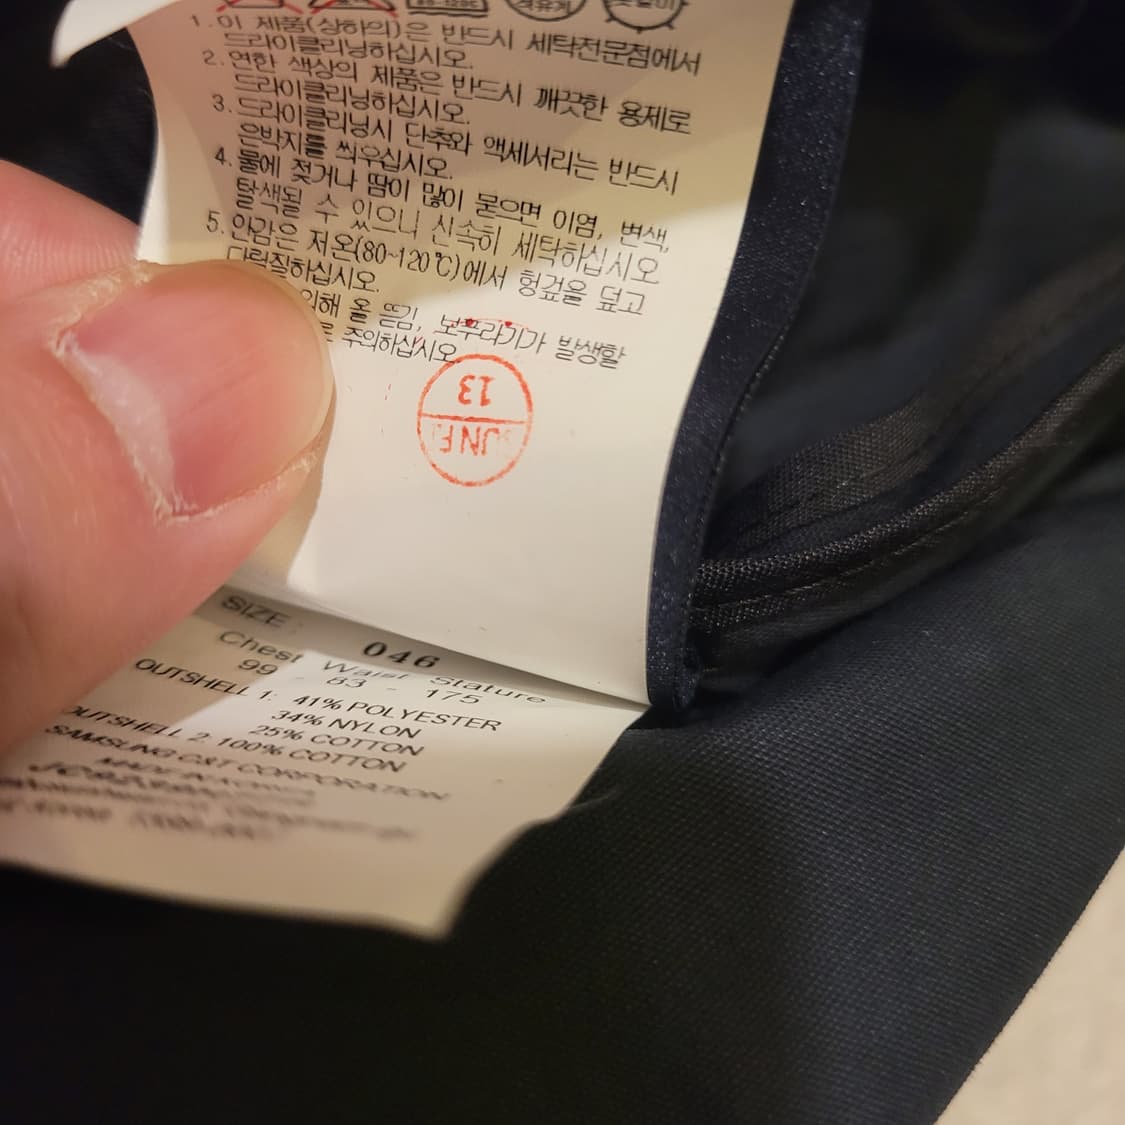 1. 이 제품(상하의)은 반드시 세탁전문점에서
드라이클리닝하십시오.
2. 연한 색상의 제품은 반드시 깨끗한 용제로
드라이클리닝하십시오.
3. 드라이클리닝시 단추와 액세서리는 반드시
은박지를 씌우십시오.
4. 물에 젖거나 땀이 많이 묻으면 이염, 변색,
탈색될 수 있으니 신속히 세탁하십시오
5. 안감은 저온(80~120℃)에서 헝겊을 덮고
다림질하십시오.
의해 올 뜯김, 보푸라기가 발생할
주의하십시오.
13
SUN F
SIZE : 046
Chest Waist Stature
99 - 83 - 175
OUTSHELL 1: 41% POLYESTER
34% NYLON
25% COTTON
OUTSHELL 2. 100% COTTON
SAMSUNG C&T CORPORATION
MADE IN KOREA